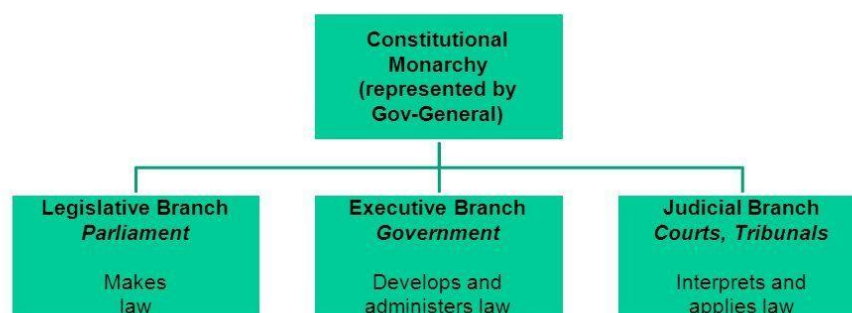 Constitutional
Monarchy
(represented by
Gov-General)
Legislative Branch
Parliament
Makes
law
Executive Branch
Government
Develops and
administers law
Judicial Branch
Courts, Tribunals
Interprets and
applies law